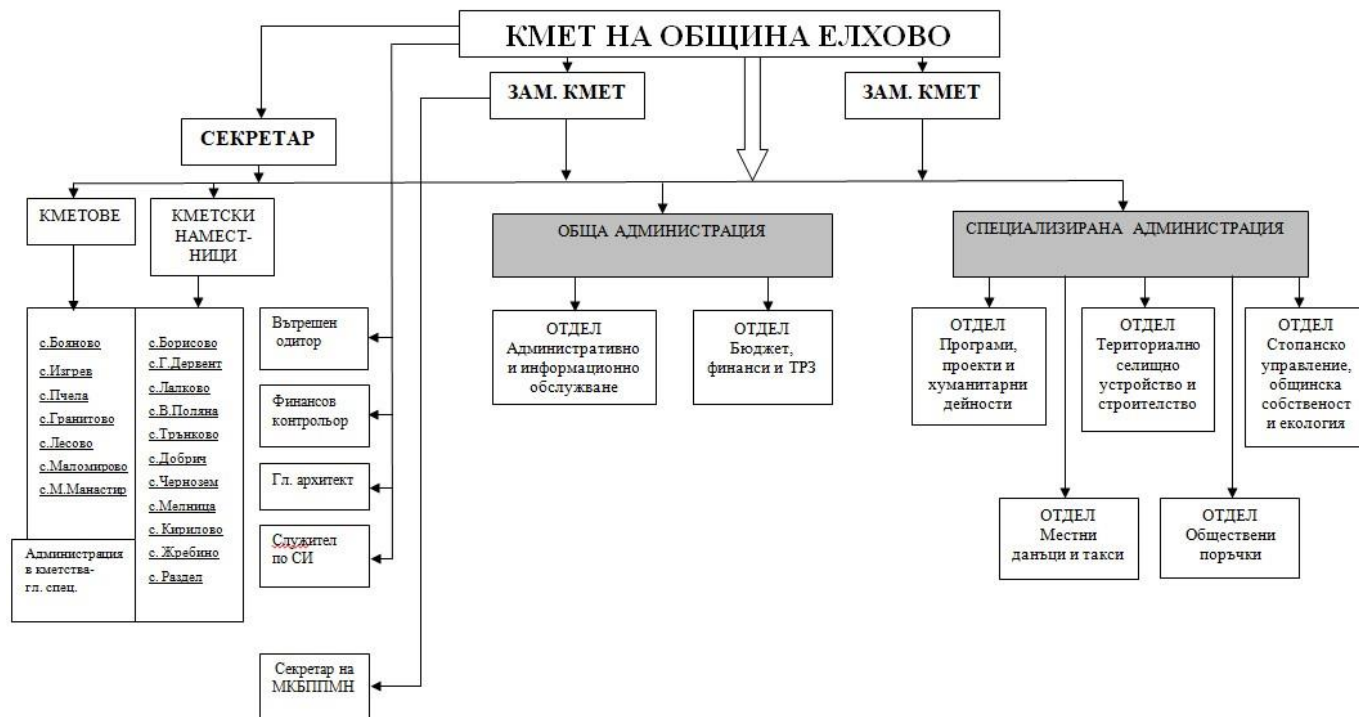 КМЕТ НА ОБЩИНА ЕЛХОВО
ЗАМ. КМЕТ
ЗАМ. КМЕТ
СЕКРЕТАР
КМЕТОВЕ
КМЕТСКИ
НАМЕСТ-
НИЦИ
ОБЩА АДМИНИСТРАЦИЯ
СПЕЦИАЛИЗИРАНА АДМИНИСТРАЦИЯ
с.Бояново
с.Изгрев
с.Пчела
с.Гранитово
с.Лесово
с.Маломирово
с.М.Манастир
Администрация
в кметства-
гл. спец.
с.Борисово
с.Г.Дервент
с.Лалково
с.В.Поляна
с.Трънково
с.Добрич
с.Чернозем
с.Мелница
с. Кирилово
с. Жребино
с. Раздел
Вътрешен
одитор
Финансов
контрольор
Гл. архитект
Служител
по СИ
Секретар на
МКБППМН
ОТДЕЛ
Административно
и информационно
обслужване
ОТДЕЛ
Бюджет,
финанси и ТРЗ
ОТДЕЛ
Програми,
проекти и
хуманитарни
дейности
ОТДЕЛ
Териториално
селищно
устройство и
строителство
ОТДЕЛ
Стопанско
управление,
общинска
собственост
и екология
ОТДЕЛ
Местни
данъци и такси
ОТДЕЛ
Обществени
поръчки